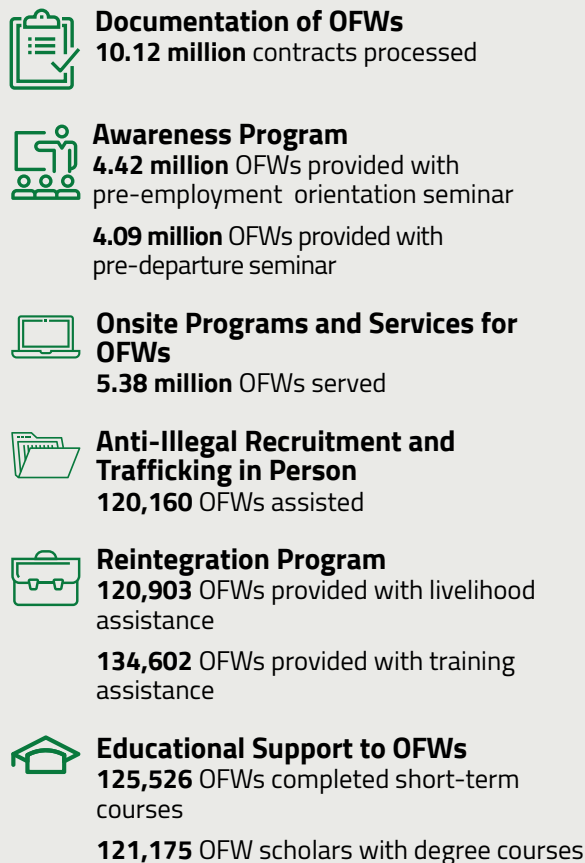 Documentation of OFWs
10.12 million contracts processed
Awareness Program
4.42 million OFWs provided with
pre-employment orientation seminar
4.09 million OFWs provided with
pre-departure seminar
Onsite Programs and Services for
OFWs
5.38 million OFWs served
Anti-Illegal Recruitment and
Trafficking in Person
120,160 OFWs assisted
Reintegration Program
120,903 OFWs provided with livelihood
assistance
134,602 OFWs provided with training
assistance
Educational Support to OFWs
125,526 OFWs completed short-term
courses
121,175 OFW scholars with degree courses